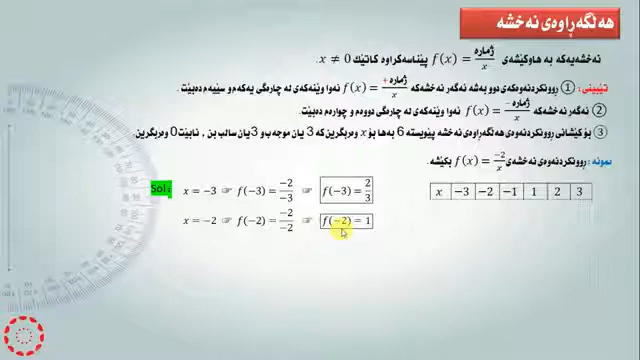 هەڵگەڕاوەی نەخشە
نەخشەیەکە بە هاوکێشەی f(x) = ژمارە/x پێناسەکراوە کاتێك x ≠ 0.
تێبینی: ① ڕوونکردنەوەکەی دوو بەشە ئەگەر نەخشەکە f(x) = ژمارە+/x ئەوا وێنەکەی لە چارەگی یەکەم و سێیەم دەبێت.
② ئەگەر نەخشەکە f(x) = ژمارە−/x ئەوا وێنەکەی لە چارەگی دووەم و چوارەم دەبێت.
③ بۆ کێشانی ڕوونکردنەوەی هەڵگەڕاوەی نەخشە پێویستە 6 بەها بۆ x وەربگرین کە 3 یان موجەب و 3 یان سالب بن , نابێت 0 وەربگرین.
نمونە: ڕوونکردنەوەی نەخشەی f(x) = −2/x بکێشە.
Sol: x = −3 ☞ f(−3) = −2/−3 ☞ f(−3) = 2/3
x −3 −2 −1 1 2 3
x = −2 ☞ f(−2) = −2/−2 ☞ f(−2) = 1